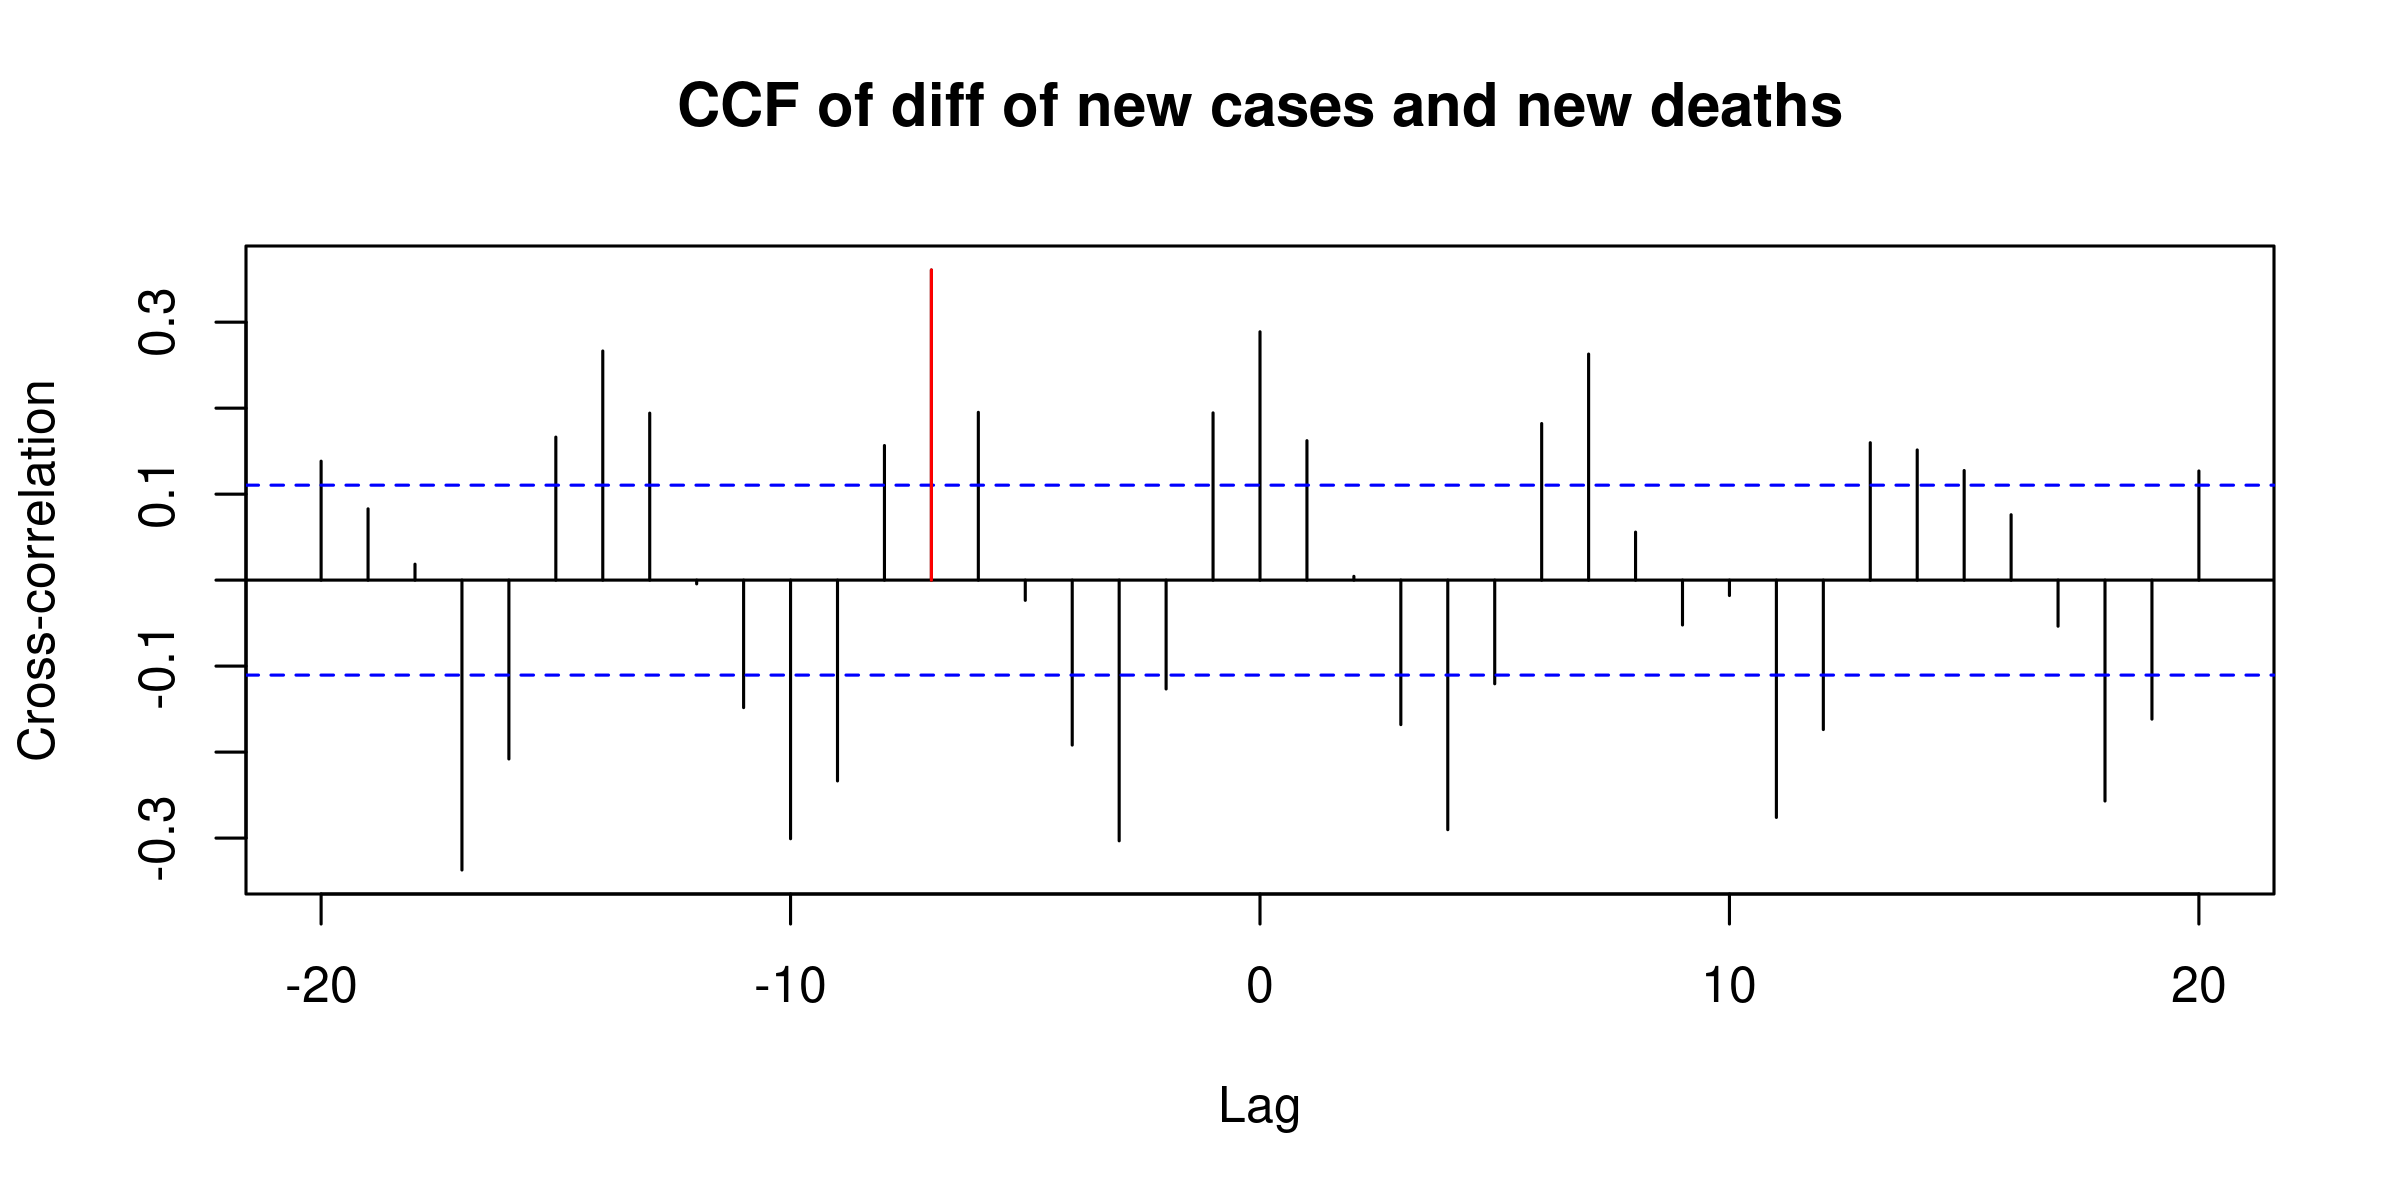 CCF of diff of new cases and new deaths
Cross-correlation
0.3
0.1
-0.1
-0.3
-20 -10 0 10 20
Lag